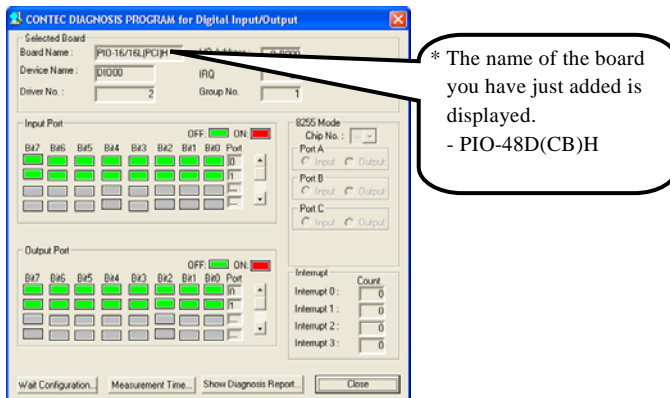 CONTEC DIAGNOSIS PROGRAM for Digital Input/Output
Selected Board
Board Name : PIO-16/16L(PCI)H
Device Name : DIO00 IRQ
Driver No. : 2 Group No. 1
* The name of the board
you have just added is
displayed.
- PIO-48D(CB)H
Input Port
OFF: ON:
Bit7 Bit6 Bit5 Bit4 Bit3 Bit2 Bit1 Bit0 Port
0
1
...
...
8255 Mode
Chip No. : -
Port A
Input Output
Port B
Input Output
Port C
Input Output
Output Port
OFF: ON:
Bit7 Bit6 Bit5 Bit4 Bit3 Bit2 Bit1 Bit0 Port
0
1
...
...
Interrupt
Count
Interrupt 0 : 0
Interrupt 1 : 0
Interrupt 2 : 0
Interrupt 3 : 0
Wait Configuration... Measurement Time... Show Diagnosis Report... Close